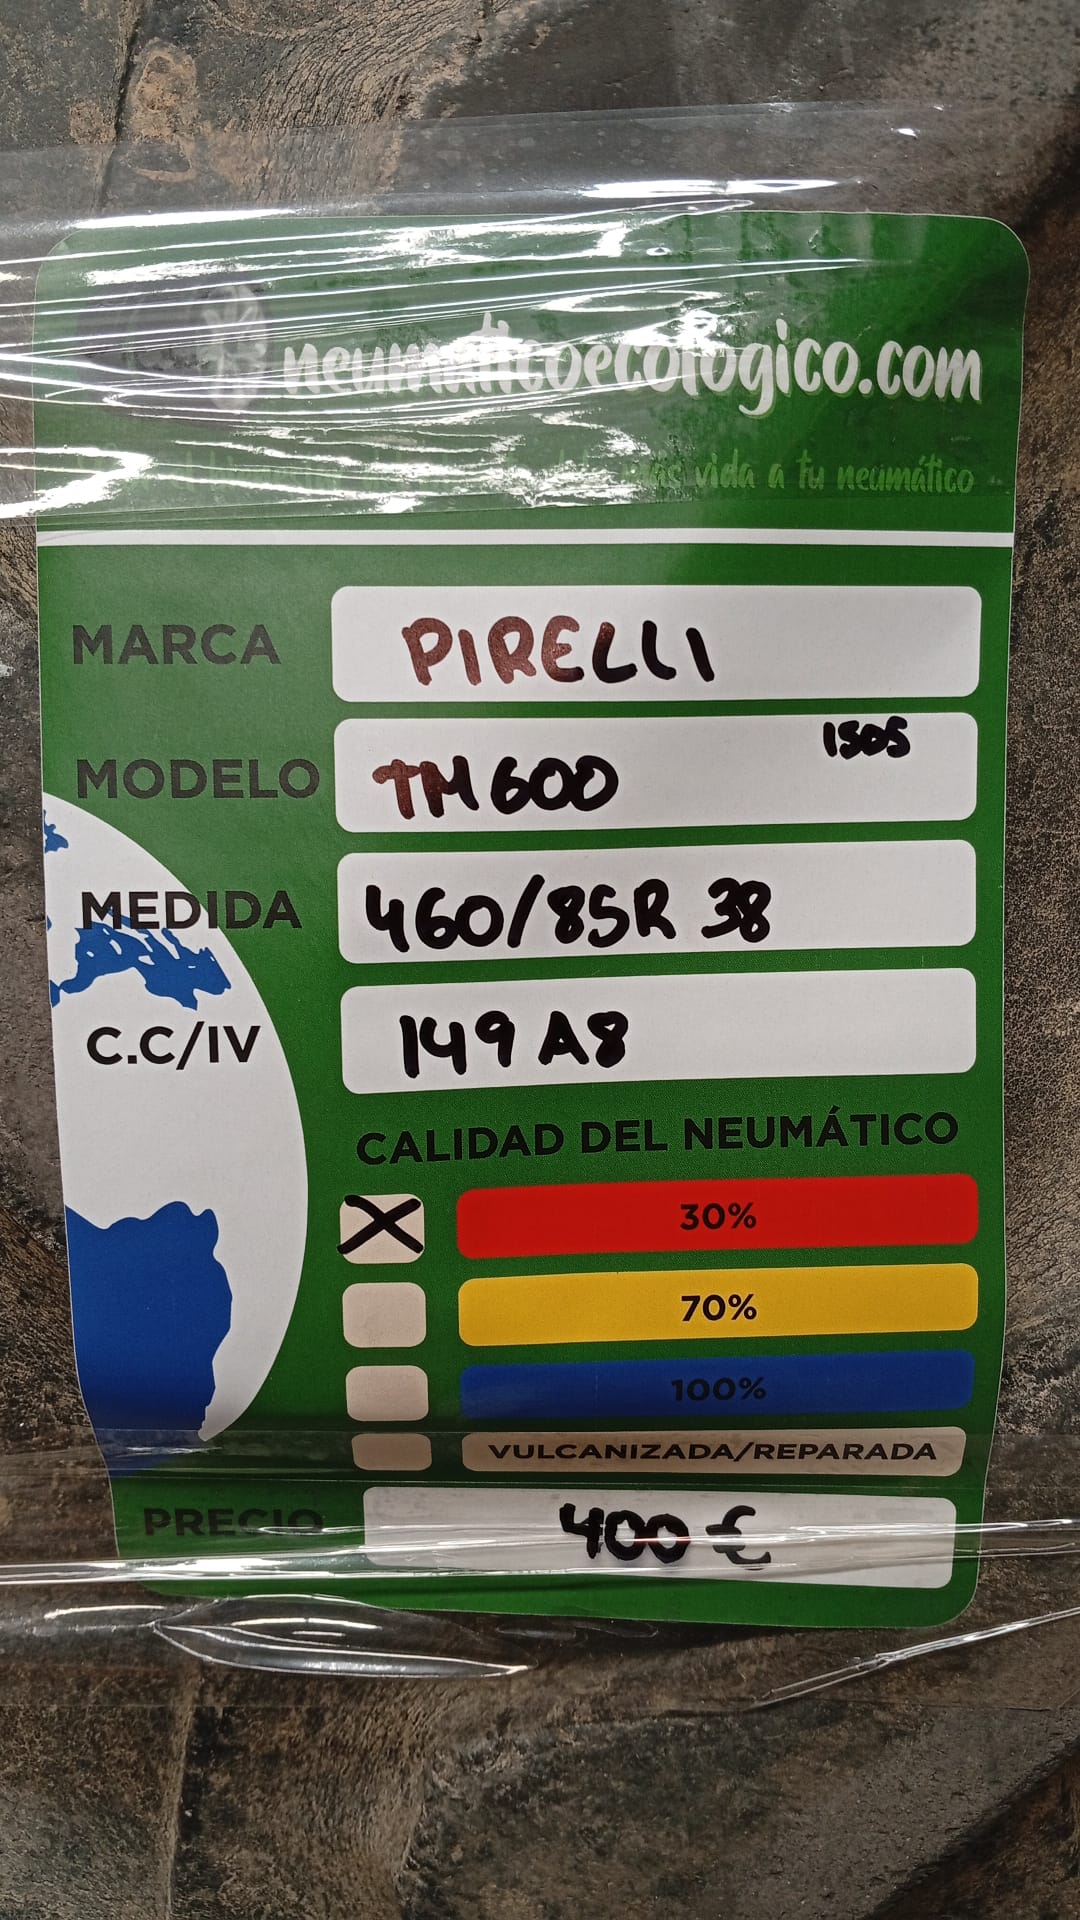 neumaticoecologico.com
más vida a tu neumático
MARCA PIRELLI
1505
MODELO TM600
MEDIDA 460/85R 38
C.C/IV 149 A8
CALIDAD DEL NEUMÁTICO
30%
70%
100%
VULCANIZADA/REPARADA
PRECIO 400 €